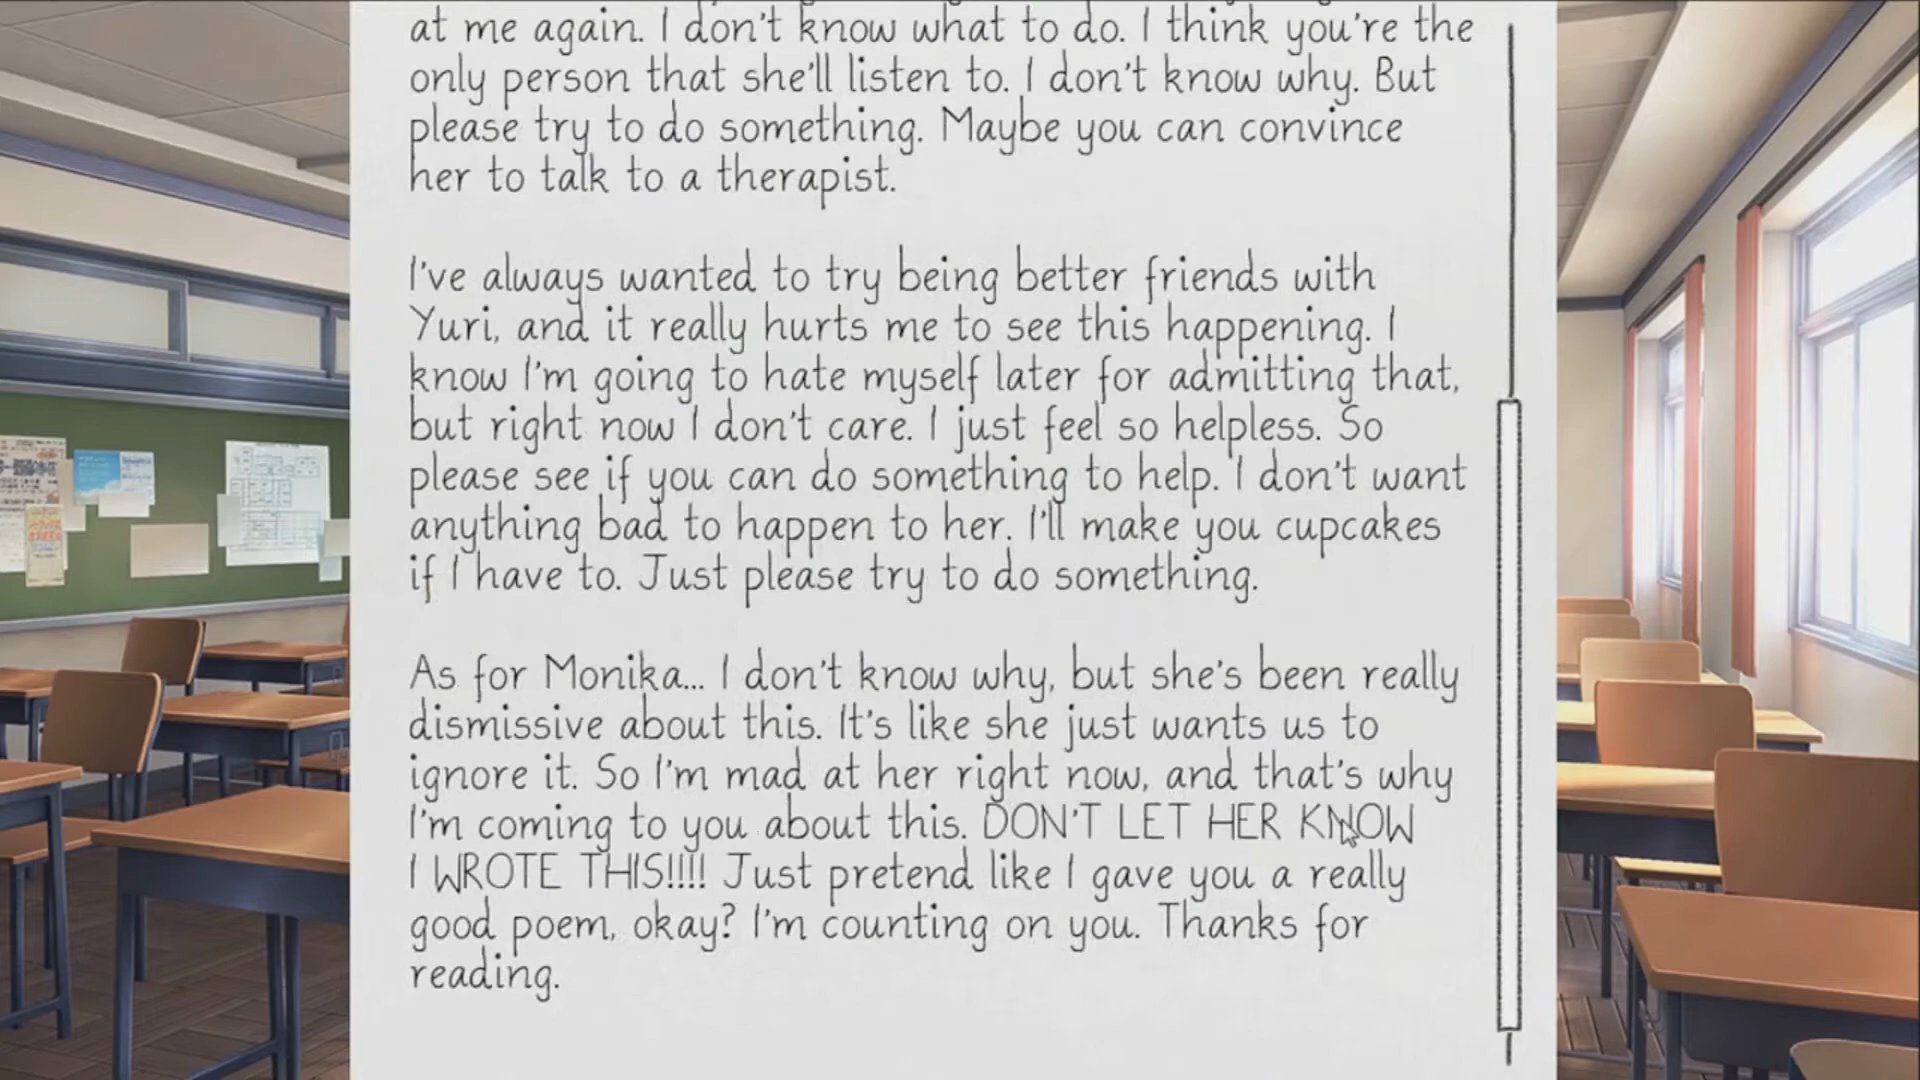 at me again. I don't know what to do. I think you're the
only person that she'll listen to. I don't know why. But
please try to do something. Maybe you can convince
her to talk to a therapist.
I've always wanted to try being better friends with
Yuri, and it really hurts me to see this happening. I
know I'm going to hate myself later for admitting that,
but right now I don't care. I just feel so helpless. So
please see if you can do something to help. I don't want
anything bad to happen to her. I'll make you cupcakes
if I have to. Just please try to do something.
As for Monika... I don't know why, but she's been really
dismissive about this. It's like she just wants us to
ignore it. So I'm mad at her right now, and that's why
I'm coming to you about this. DON'T LET HER KNOW
I WROTE THIS!!!! Just pretend like I gave you a really
good poem, okay? I'm counting on you. Thanks for
reading.